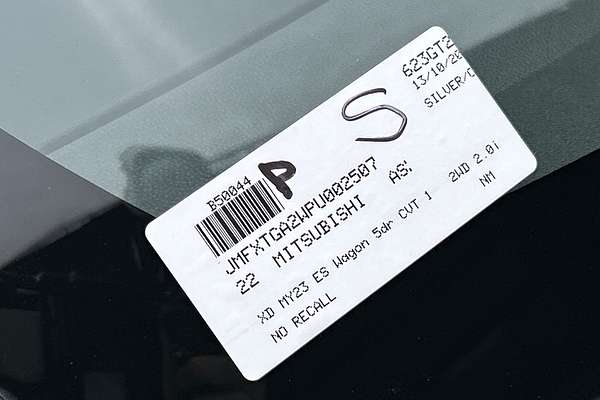 B50044
P
S
623GT2
13/10/20
SILVER/
JMFXTGA2WPU002507
22 MITSUBISHI AS:
XD MY23 ES Wagon 5dr CVT 1 2WD 2.0i
NO RECALL NM